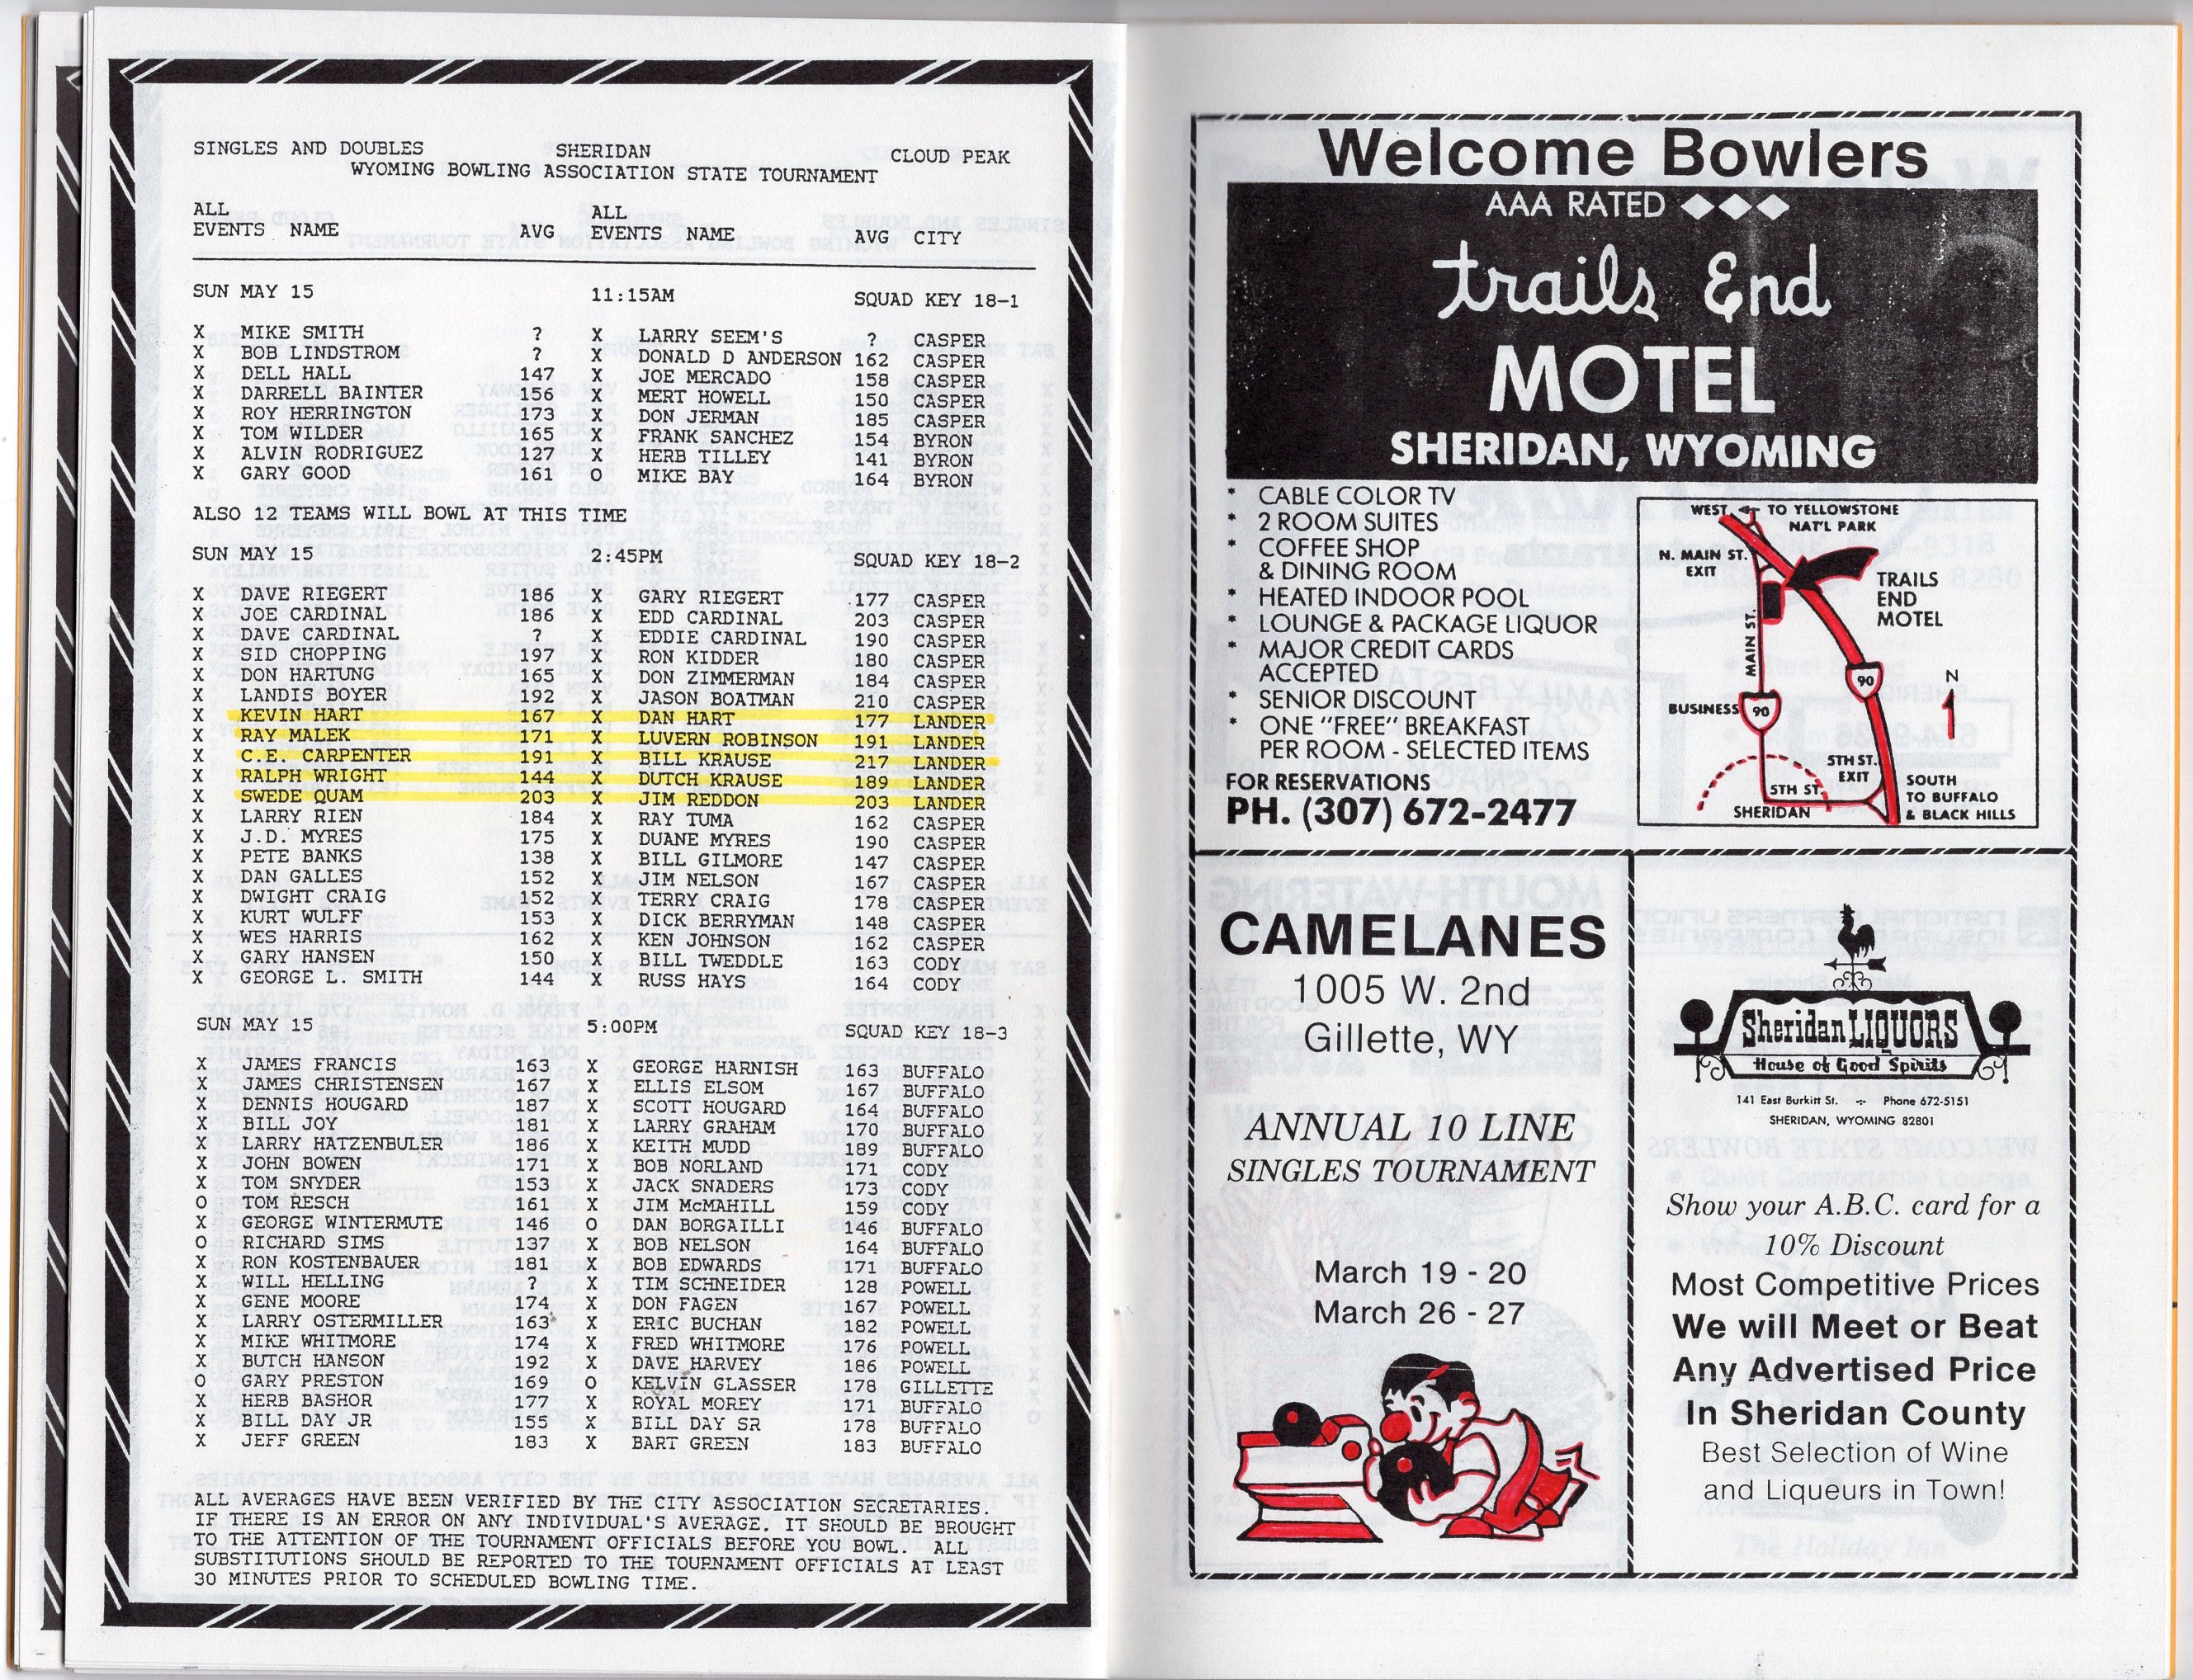 SINGLES AND DOUBLES SHERIDAN CLOUD PEAK
WYOMING BOWLING ASSOCIATION STATE TOURNAMENT
ALL ALL
EVENTS NAME AVG EVENTS NAME AVG CITY
SUN MAY 15 11:15AM SQUAD KEY 18-1
X MIKE SMITH ? X LARRY SEEM'S ? CASPER
X BOB LINDSTROM ? X DONALD D ANDERSON 162 CASPER
X DELL HALL 147 X JOE MERCADO 158 CASPER
X DARRELL BAINTER 156 X MERT HOWELL 150 CASPER
X ROY HERRINGTON 173 X DON JERMAN 185 CASPER
X TOM WILDER 165 X FRANK SANCHEZ 154 BYRON
X ALVIN RODRIGUEZ 127 X HERB TILLEY 141 BYRON
X GARY GOOD 161 O MIKE BAY 164 BYRON
ALSO 12 TEAMS WILL BOWL AT THIS TIME
SUN MAY 15 2:45PM SQUAD KEY 18-2
X DAVE RIEGERT 186 X GARY RIEGERT 177 CASPER
X JOE CARDINAL 186 X EDD CARDINAL 203 CASPER
X DAVE CARDINAL ? X EDDIE CARDINAL 190 CASPER
X SID CHOPPING 197 X RON KIDDER 180 CASPER
X DON HARTUNG 165 X DON ZIMMERMAN 184 CASPER
X LANDIS BOYER 192 X JASON BOATMAN 210 CASPER
X KEVIN HART 167 X DAN HART 177 LANDER
X RAY MALEK 171 X LUVERN ROBINSON 191 LANDER
X C.E. CARPENTER 191 X BILL KRAUSE 217 LANDER
X RALPH WRIGHT 144 X DUTCH KRAUSE 189 LANDER
X SWEDE QUAM 203 X JIM REDDON 203 LANDER
X LARRY RIEN 184 X RAY TUMA 162 CASPER
X J.D. MYRES 175 X DUANE MYRES 190 CASPER
X PETE BANKS 138 X BILL GILMORE 147 CASPER
X DAN GALLES 152 X JIM NELSON 167 CASPER
X DWIGHT CRAIG 152 X TERRY CRAIG 178 CASPER
X KURT WULFF 153 X DICK BERRYMAN 148 CASPER
X WES HARRIS 162 X KEN JOHNSON 162 CASPER
X GARY HANSEN 150 X BILL TWEDDLE 163 CODY
X GEORGE L. SMITH 144 X RUSS HAYS 164 CODY
SUN MAY 15 5:00PM SQUAD KEY 18-3
X JAMES FRANCIS 163 X GEORGE HARNISH 163 BUFFALO
X JAMES CHRISTENSEN 167 X ELLIS ELSOM 167 BUFFALO
X DENNIS HOUGARD 187 X SCOTT HOUGARD 164 BUFFALO
X BILL JOY 181 X LARRY GRAHAM 170 BUFFALO
X LARRY HATZENBULER 186 X KEITH MUDD 189 BUFFALO
X JOHN BOWEN 171 X BOB NORLAND 171 CODY
X TOM SNYDER 153 X JACK SNADERS 173 CODY
O TOM RESCH 161 X JIM McMAHILL 159 CODY
X GEORGE WINTERMUTE 146 O DAN BORGAILLI 146 BUFFALO
O RICHARD SIMS 137 X BOB NELSON 164 BUFFALO
X RON KOSTENBAUER 181 X BOB EDWARDS 171 BUFFALO
X WILL HELLING ? X TIM SCHNEIDER 128 POWELL
X GENE MOORE 174 X DON FAGEN 167 POWELL
X LARRY OSTERMILLER 163 X ERIC BUCHAN 182 POWELL
X MIKE WHITMORE 174 X FRED WHITMORE 176 POWELL
X BUTCH HANSON 192 X DAVE HARVEY 186 POWELL
O GARY PRESTON 169 O KELVIN GLASSER 178 GILLETTE
X HERB BASHOR 177 X ROYAL MOREY 171 BUFFALO
X BILL DAY JR 155 X BILL DAY SR 178 BUFFALO
X JEFF GREEN 183 X BART GREEN 183 BUFFALO
ALL AVERAGES HAVE BEEN VERIFIED BY THE CITY ASSOCIATION SECRETARIES.
IF THERE IS AN ERROR ON ANY INDIVIDUAL'S AVERAGE, IT SHOULD BE BROUGHT
TO THE ATTENTION OF THE TOURNAMENT OFFICIALS BEFORE YOU BOWL. ALL
SUBSTITUTIONS SHOULD BE REPORTED TO THE TOURNAMENT OFFICIALS AT LEAST
30 MINUTES PRIOR TO SCHEDULED BOWLING TIME.
Welcome Bowlers
AAA RATED
trails End
MOTEL
SHERIDAN, WYOMING
* CABLE COLOR TV
* 2 ROOM SUITES
* COFFEE SHOP
& DINING ROOM
* HEATED INDOOR POOL
* LOUNGE & PACKAGE LIQUOR
* MAJOR CREDIT CARDS
ACCEPTED
* SENIOR DISCOUNT
* ONE "FREE" BREAKFAST
PER ROOM - SELECTED ITEMS
FOR RESERVATIONS
PH. (307) 672-2477
WEST TO YELLOWSTONE
NAT'L PARK
N. MAIN ST.
EXIT
TRAILS
END
MOTEL
MAIN ST.
90
N
BUSINESS 90
5TH ST.
EXIT
SOUTH
TO BUFFALO
& BLACK HILLS
5TH ST.
SHERIDAN
CAMELANES
1005 W. 2nd
Gillette, WY
ANNUAL 10 LINE
SINGLES TOURNAMENT
March 19 - 20
March 26 - 27
Sheridan LIQUORS
House of Good Spirits
141 East Burkitt St. Phone 672-5151
SHERIDAN, WYOMING 82801
Show your A.B.C. card for a
10% Discount
Most Competitive Prices
We will Meet or Beat
Any Advertised Price
In Sheridan County
Best Selection of Wine
and Liqueurs in Town!